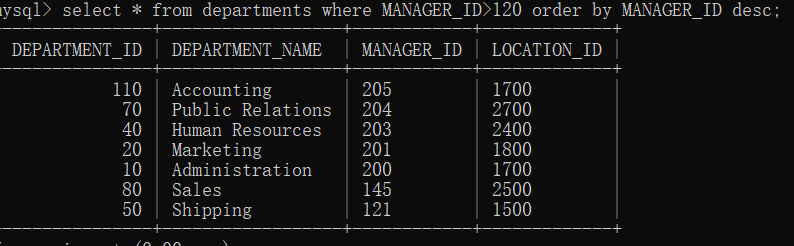 mysql> select * from departments where MANAGER_ID>120 order by MANAGER_ID desc;
DEPARTMENT_ID | DEPARTMENT_NAME | MANAGER_ID | LOCATION_ID |
110 | Accounting | 205 | 1700 |
70 | Public Relations | 204 | 2700 |
40 | Human Resources | 203 | 2400 |
20 | Marketing | 201 | 1800 |
10 | Administration | 200 | 1700 |
80 | Sales | 145 | 2500 |
50 | Shipping | 121 | 1500 |